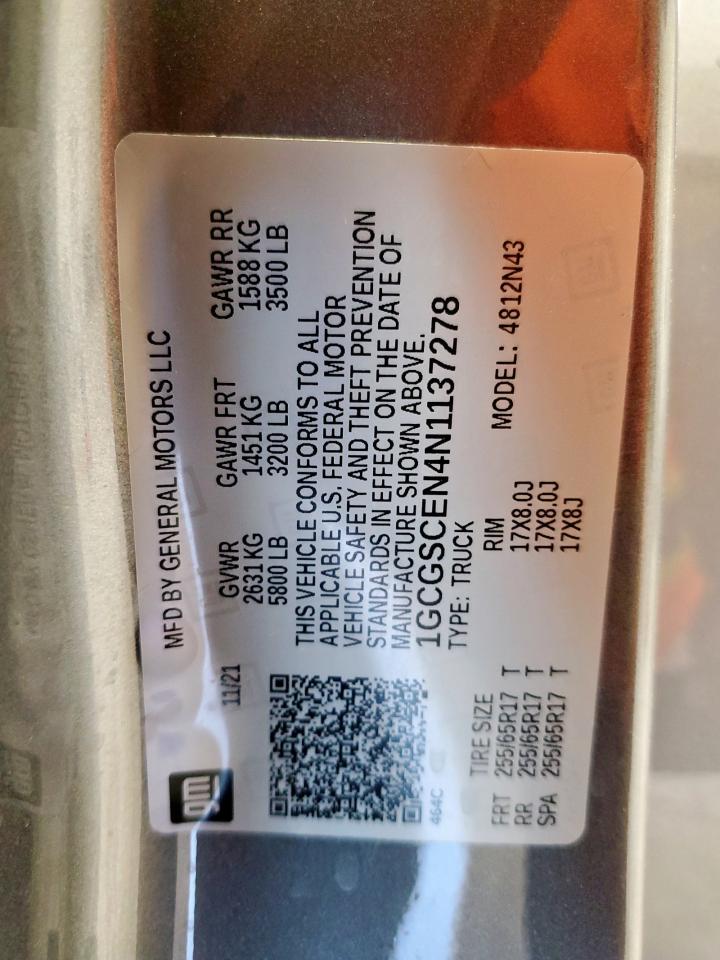 gm
MFD BY GENERAL MOTORS LLC
11/21
GVWR GAWR FRT GAWR RR
2631 KG 1451 KG 1588 KG
5800 LB 3200 LB 3500 LB
THIS VEHICLE CONFORMS TO ALL
APPLICABLE U.S. FEDERAL MOTOR
VEHICLE SAFETY AND THEFT PREVENTION
STANDARDS IN EFFECT ON THE DATE OF
MANUFACTURE SHOWN ABOVE.
1GCGSCEN4N1137278
TYPE: TRUCK
464C
TIRE SIZE RIM MODEL: 4812N43
FRT 255/65R17 T 17X8.0J
RR 255/65R17 T 17X8.0J
SPA 255/65R17 T 17X8J